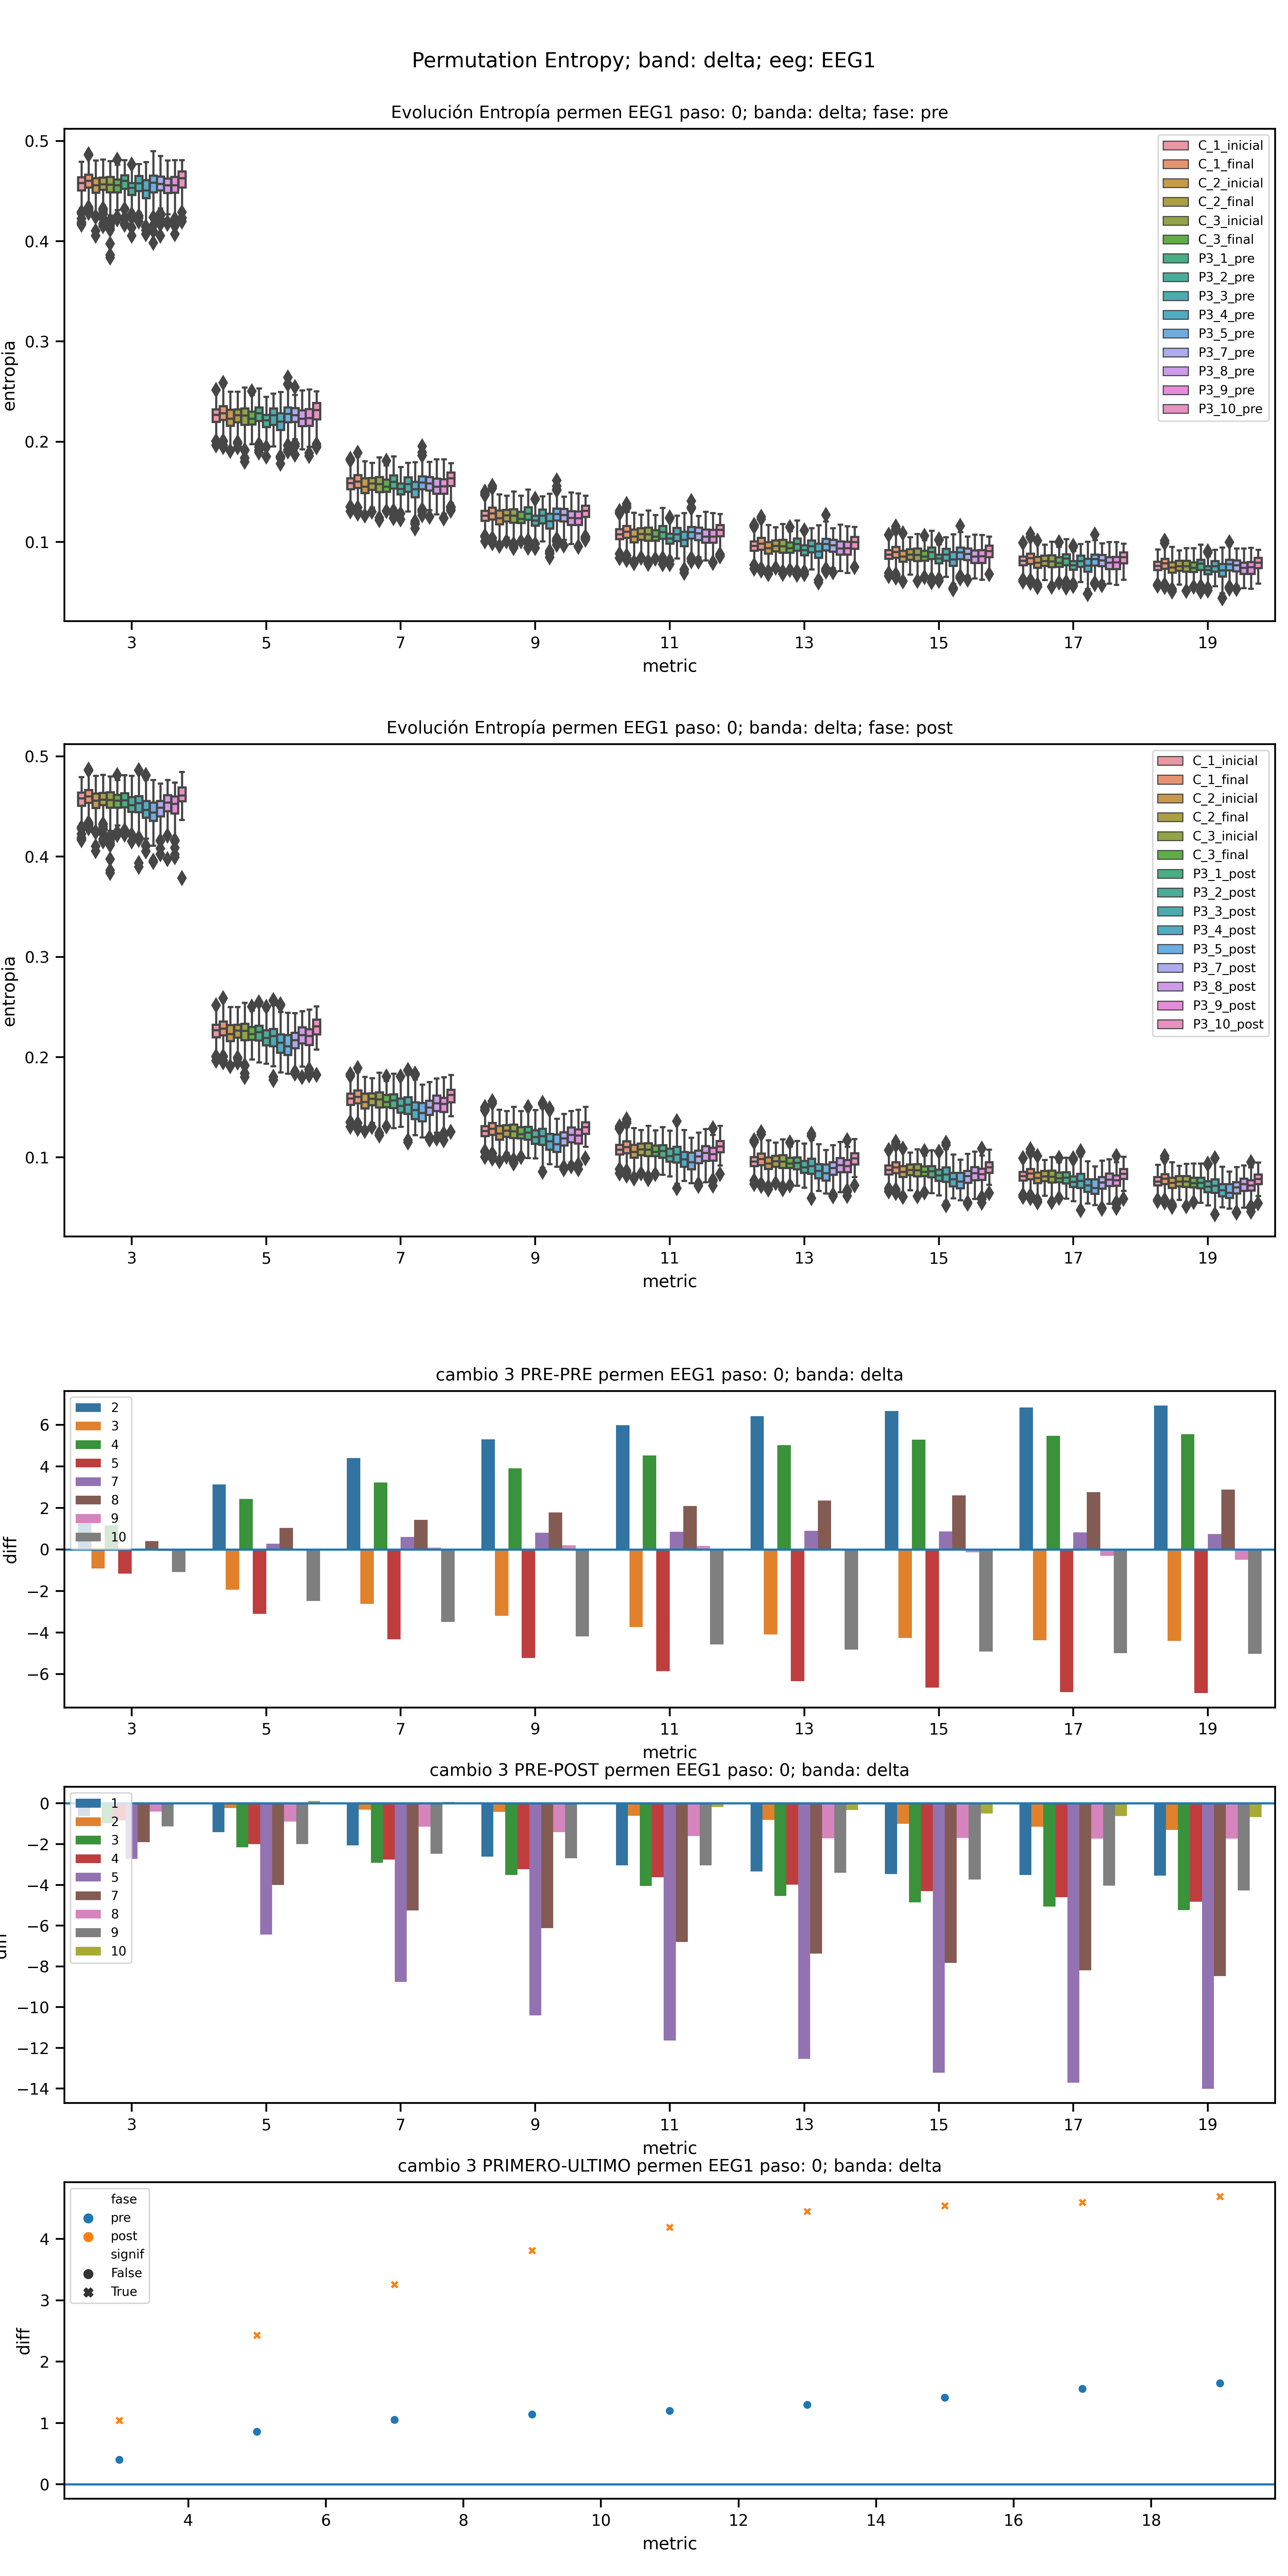 Permutation Entropy; band: delta; eeg: EEG1
Evolución Entropía permen EEG1 paso: 0; banda: delta; fase: pre
0.5
0.4
0.3
0.2
0.1
entropia
C_1_inicial
C_1_final
C_2_inicial
C_2_final
C_3_inicial
C_3_final
P3_1_pre
P3_2_pre
P3_3_pre
P3_4_pre
P3_5_pre
P3_7_pre
P3_8_pre
P3_9_pre
P3_10_pre
3 5 7 9 11 13 15 17 19
metric
Evolución Entropía permen EEG1 paso: 0; banda: delta; fase: post
0.5
0.4
0.3
0.2
0.1
entropia
C_1_inicial
C_1_final
C_2_inicial
C_2_final
C_3_inicial
C_3_final
P3_1_post
P3_2_post
P3_3_post
P3_4_post
P3_5_post
P3_7_post
P3_8_post
P3_9_post
P3_10_post
3 5 7 9 11 13 15 17 19
metric
cambio 3 PRE-PRE permen EEG1 paso: 0; banda: delta
6
4
2
0
−2
−4
−6
diff
2
3
4
5
7
8
9
10
3 5 7 9 11 13 15 17 19
metric
cambio 3 PRE-POST permen EEG1 paso: 0; banda: delta
0
−2
−4
−6
−8
−10
−12
−14
diff
1
2
3
4
5
7
8
9
10
3 5 7 9 11 13 15 17 19
metric
cambio 3 PRIMERO-ULTIMO permen EEG1 paso: 0; banda: delta
4
3
2
1
0
diff
fase
pre
post
signif
False
True
4 6 8 10 12 14 16 18
metric